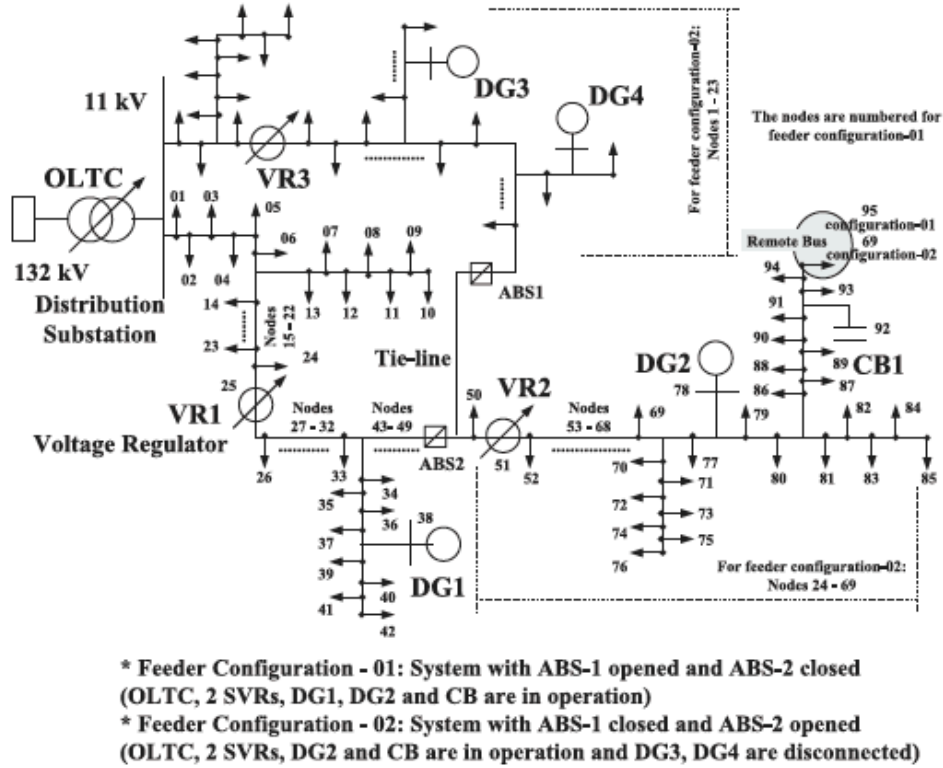 11 kV
OLTC
132 kV
Distribution
Substation
VR3
DG3
DG4
For feeder configuration-02:
Nodes 1 - 23
The nodes are numbered for
feeder configuration-01
01
03
05
02
04
06
07
08
09
13
12
11
10
14
Nodes
15 – 22
23
24
25
VR1
Voltage Regulator
Tie-line
ABS1
95
configuration-01
69
configuration-02
Remote Bus
94
93
91
92
90
89
CB1
88
87
86
DG2
78
VR2
50
51
52
Nodes
27 - 32
Nodes
43 - 49
ABS2
Nodes
53 - 68
69
79
82
84
26
33
34
35
36
38
37
39
DG1
40
41
42
70
77
71
72
73
74
75
76
80
81
83
85
For feeder configuration-02:
Nodes 24 - 69
* Feeder Configuration - 01: System with ABS-1 opened and ABS-2 closed
(OLTC, 2 SVRs, DG1, DG2 and CB are in operation)
* Feeder Configuration - 02: System with ABS-1 closed and ABS-2 opened
(OLTC, 2 SVRs, DG2 and CB are in operation and DG3, DG4 are disconnected)